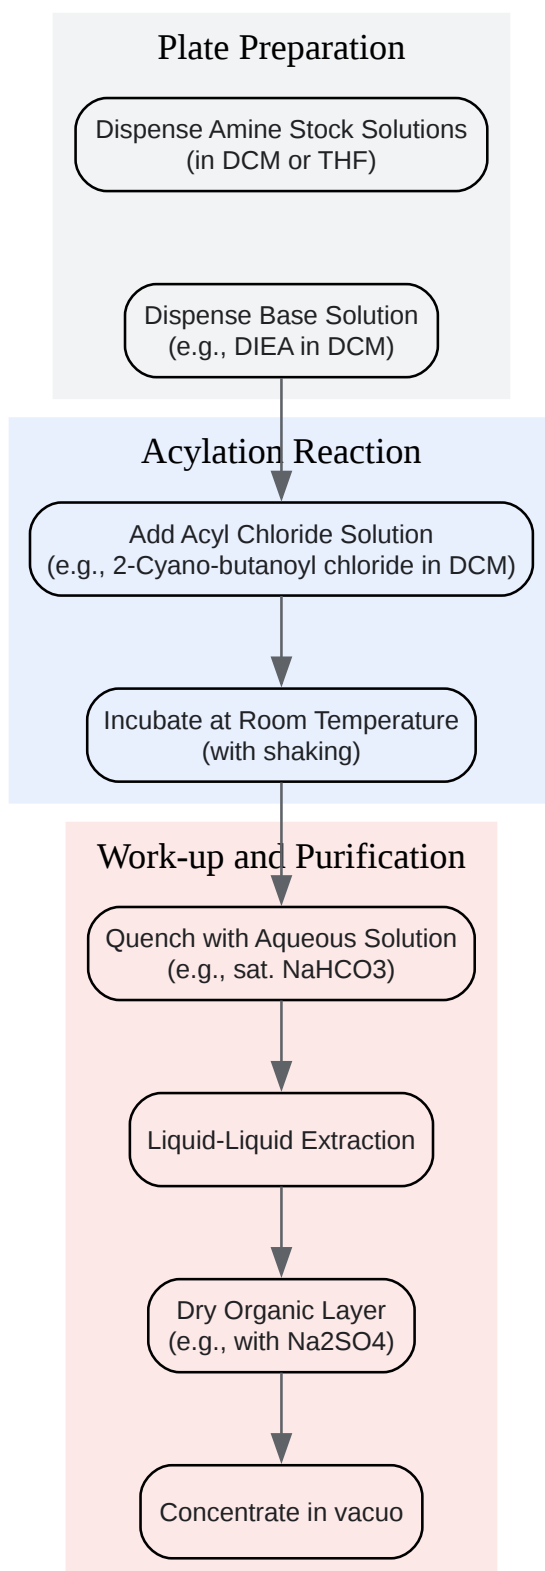 Plate Preparation
Dispense Amine Stock Solutions
(in DCM or THF)
Dispense Base Solution
(e.g., DIEA in DCM)
Acylation Reaction
Add Acyl Chloride Solution
(e.g., 2-Cyano-butanoyl chloride in DCM)
Incubate at Room Temperature
(with shaking)
Work-up and Purification
Quench with Aqueous Solution
(e.g., sat. NaHCO3)
Liquid-Liquid Extraction
Dry Organic Layer
(e.g., with Na2SO4)
Concentrate in vacuo